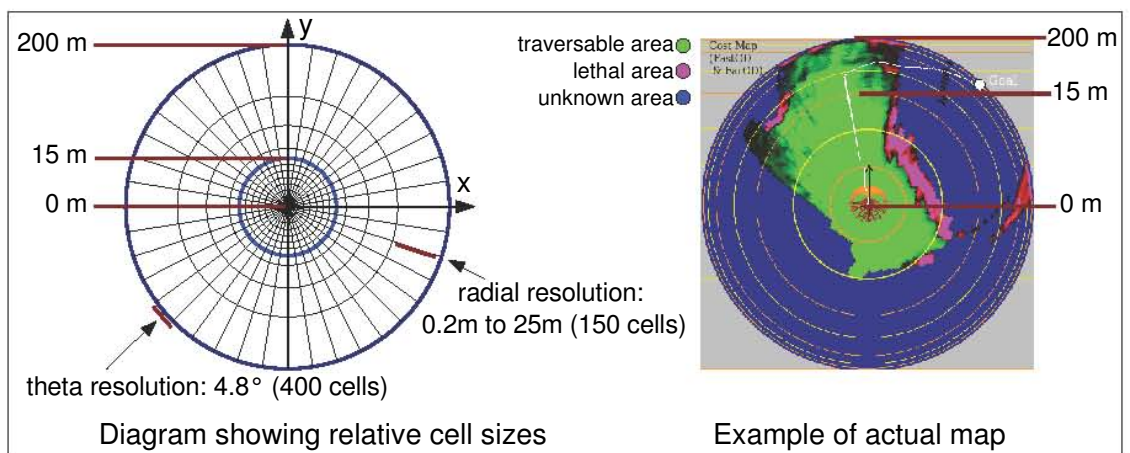 y
200 m
15 m
0 m
x
radial resolution:
0.2m to 25m (150 cells)
theta resolution: 4.8° (400 cells)
Diagram showing relative cell sizes
traversable area
lethal area
unknown area
Cost Map
(FastOD
& FarOD)
Goal
200 m
15 m
0 m
Example of actual map